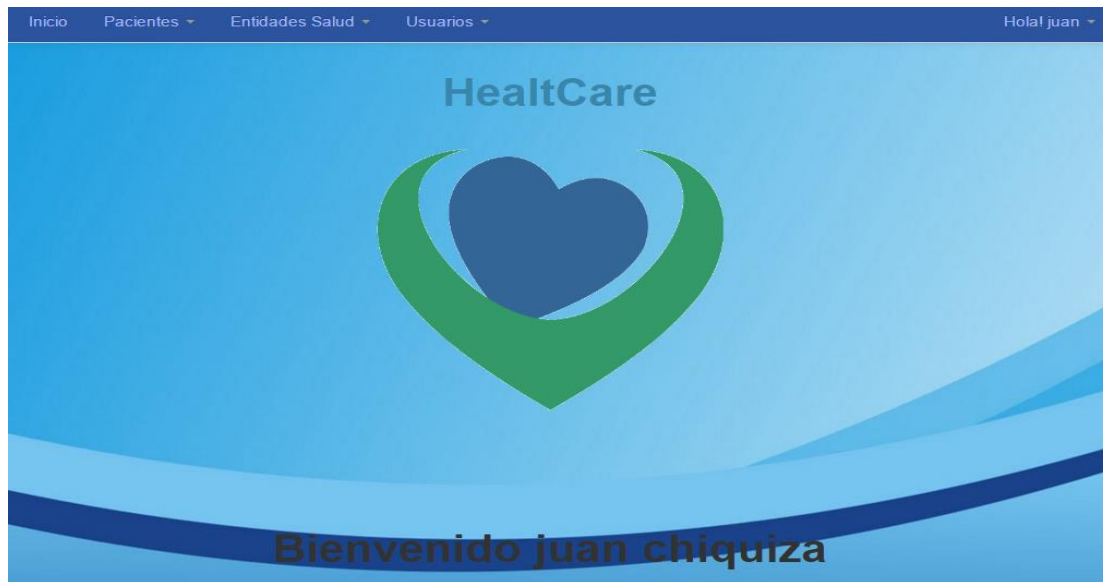 Inicio Pacientes Entidades Salud Usuarios Hola! juan
HealtCare
Bienvenido juan chiquiza